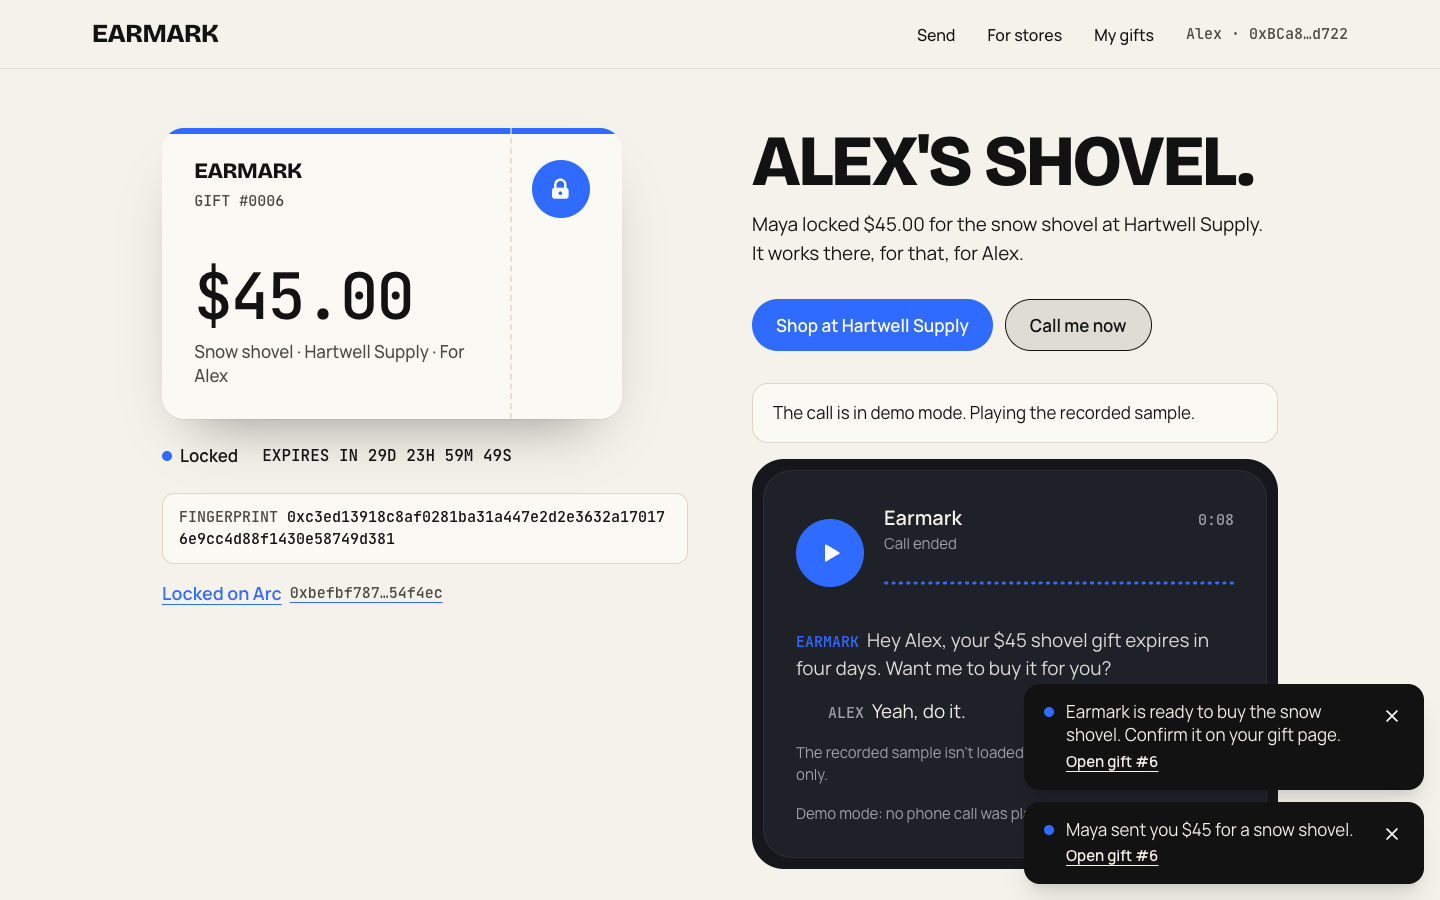 EARMARK
Send
For stores
My gifts
Alex · 0xBCa8…d722
EARMARK
GIFT #0006
$45.00
Snow shovel · Hartwell Supply · For
Alex
Locked
EXPIRES IN 29D 23H 59M 49S
FINGERPRINT 0xc3ed13918c8af0281ba31a447e2d2e3632a17017
6e9cc4d88f1430e58749d381
Locked on Arc 0xbefbf787…54f4ec
ALEX'S SHOVEL.
Maya locked $45.00 for the snow shovel at Hartwell Supply.
It works there, for that, for Alex.
Shop at Hartwell Supply
Call me now
The call is in demo mode. Playing the recorded sample.
Earmark
0:08
Call ended
EARMARK Hey Alex, your $45 shovel gift expires in
four days. Want me to buy it for you?
ALEX Yeah, do it.
The recorded sample isn't loaded
only.
Demo mode: no phone call was
Earmark is ready to buy the snow
shovel. Confirm it on your gift page.
Open gift #6
Maya sent you $45 for a snow shovel.
Open gift #6